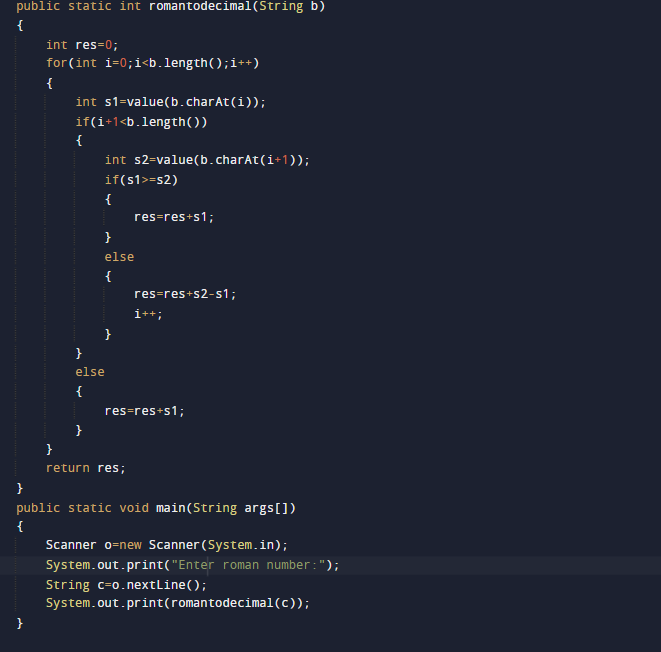 public static int romantodecimal(String b)
{
    int res=0;
    for(int i=0;i<b.length();i++)
    {
        int s1=value(b.charAt(i));
        if(i+1<b.length())
        {
            int s2=value(b.charAt(i+1));
            if(s1>=s2)
            {
                res=res+s1;
            }
            else
            {
                res=res+s2-s1;
                i++;
            }
        }
        else
        {
            res=res+s1;
        }
    }
    return res;
}
public static void main(String args[])
{
    Scanner o=new Scanner(System.in);
    System.out.print("Enter roman number:");
    String c=o.nextLine();
    System.out.print(romantodecimal(c));
}